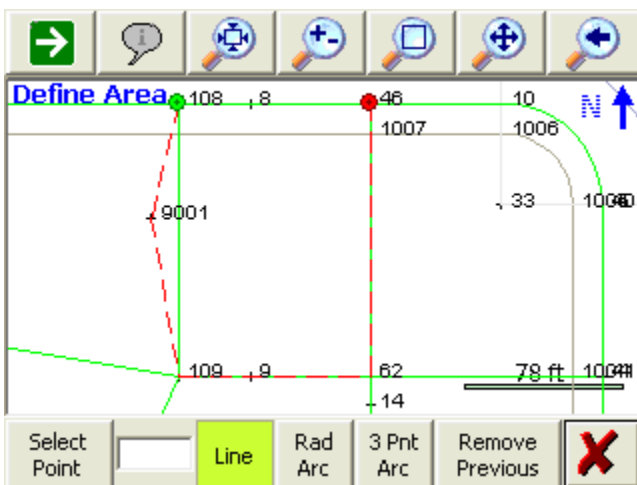 Define Area
108 8 46 10 N
1007 1006
9001 33
109 9 62 78 ft
14
Select Point Line Rad Arc 3 Pnt Arc Remove Previous